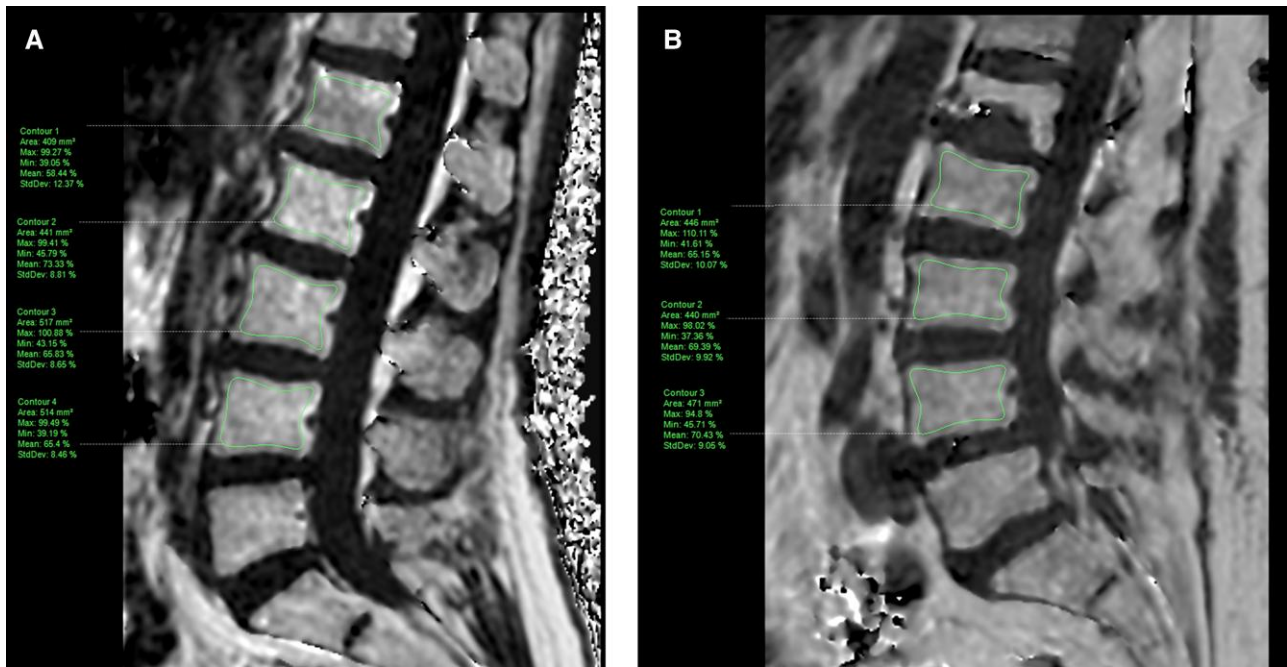 A
Contour 1
Area: 409 mm²
Max: 99.27 %
Min: 39.05 %
Mean: 58.44 %
StdDev: 12.37 %
Contour 2
Area: 441 mm²
Max: 99.41 %
Min: 45.79 %
Mean: 73.33 %
StdDev: 8.81 %
Contour 3
Area: 517 mm²
Max: 100.88 %
Min: 43.15 %
Mean: 65.83 %
StdDev: 8.65 %
Contour 4
Area: 514 mm²
Max: 99.49 %
Min: 39.19 %
Mean: 65.4 %
StdDev: 8.46 %
B
Contour 1
Area: 446 mm²
Max: 110.11 %
Min: 41.61 %
Mean: 65.15 %
StdDev: 10.07 %
Contour 2
Area: 440 mm²
Max: 98.02 %
Min: 37.36 %
Mean: 69.39 %
StdDev: 9.92 %
Contour 3
Area: 471 mm²
Max: 94.8 %
Min: 45.71 %
Mean: 70.43 %
StdDev: 9.05 %